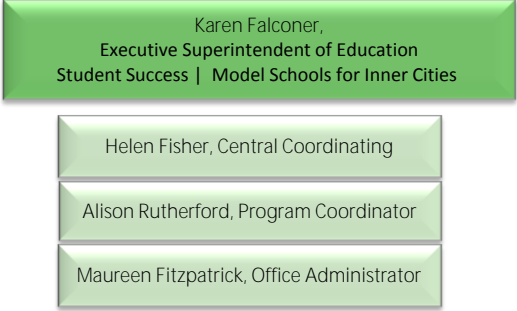 Karen Falconer,
Executive Superintendent of Education
Student Success | Model Schools for Inner Cities
Helen Fisher, Central Coordinating
Alison Rutherford, Program Coordinator
Maureen Fitzpatrick, Office Administrator